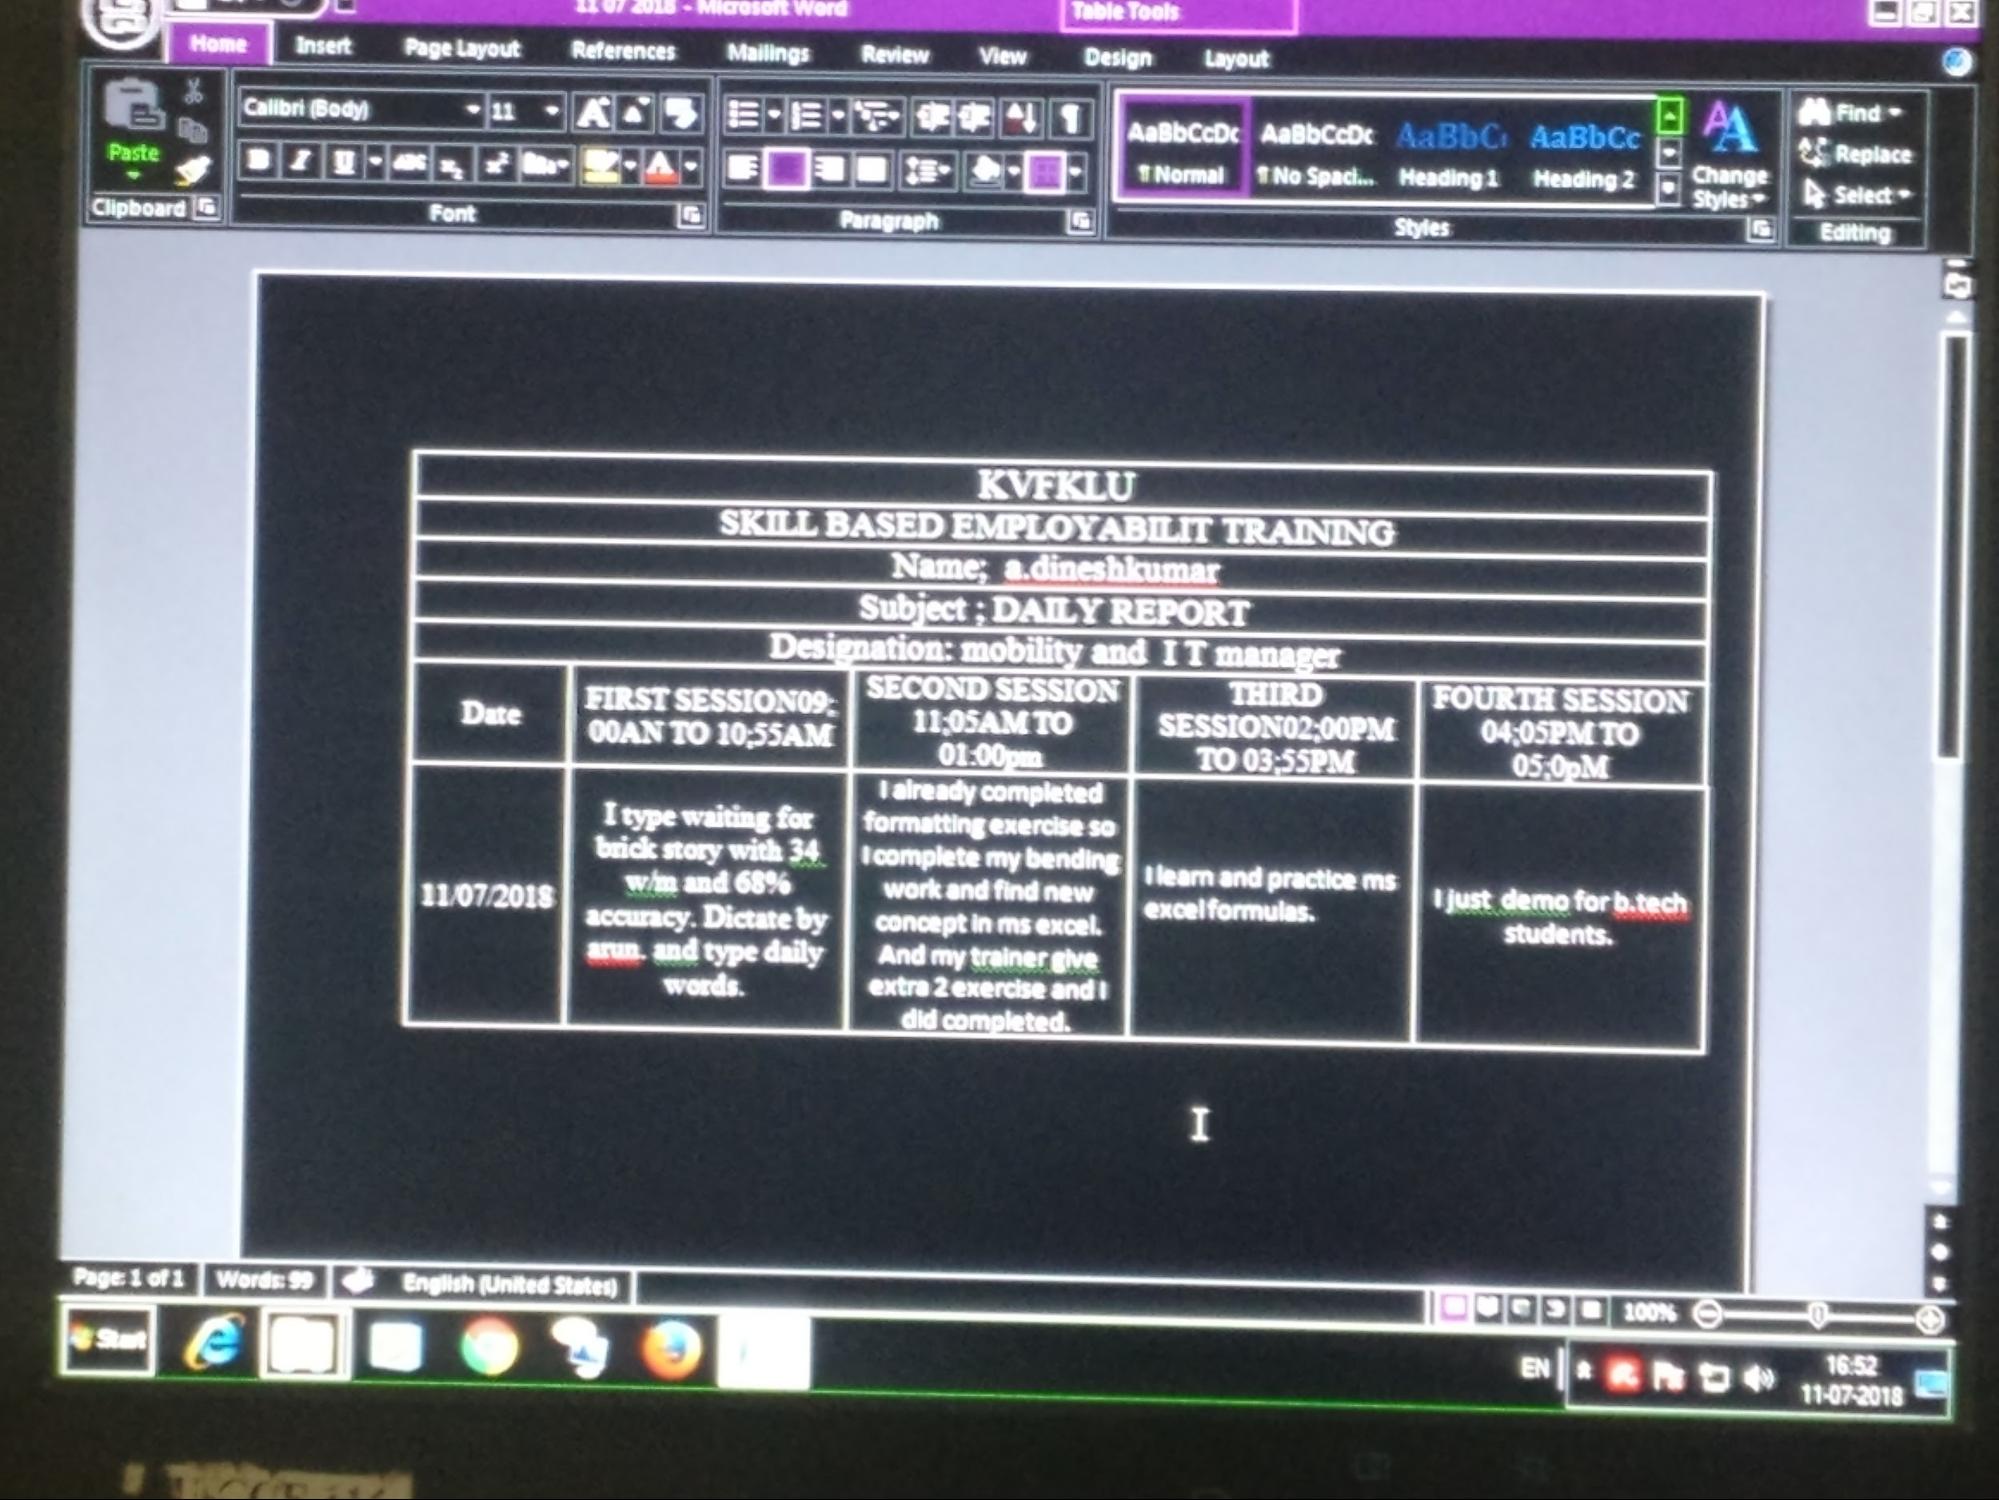 11 07 2018 - Microsoft Word
Table Tools
Home Insert Page Layout References Mailings Review View Design Layout
Calibri (Body) 11
AaBbCcDc AaBbCcDc AaBbC AaBbCc
Find
Replace
Select
Paste
¶ Normal ¶ No Spaci... Heading 1 Heading 2
Change
Styles
Clipboard Font Paragraph Styles Editing
KVFKLU
SKILL BASED EMPLOYABILIT TRAINING
Name; a.dineshkumar
Subject ; DAILY REPORT
Designation: mobility and I T manager
Date
FIRST SESSION09:
00AN TO 10;55AM
SECOND SESSION
11;05AM TO
01:00pm
THIRD
SESSION02;00PM
TO 03;55PM
FOURTH SESSION
04;05PM TO
05;0pM
11/07/2018
I type waiting for
brick story with 34
w/m and 68%
accuracy. Dictate by
arun. and type daily
words.
I already completed
formatting exercise so
I complete my bending
work and find new
concept in ms excel.
And my trainer give
extra 2 exercise and I
did completed.
I learn and practice ms
excel formulas.
I just demo for b.tech
students.
Page: 1 of 1 Words: 99 English (United States)
100%
Start
EN
16:52
11-07-2018